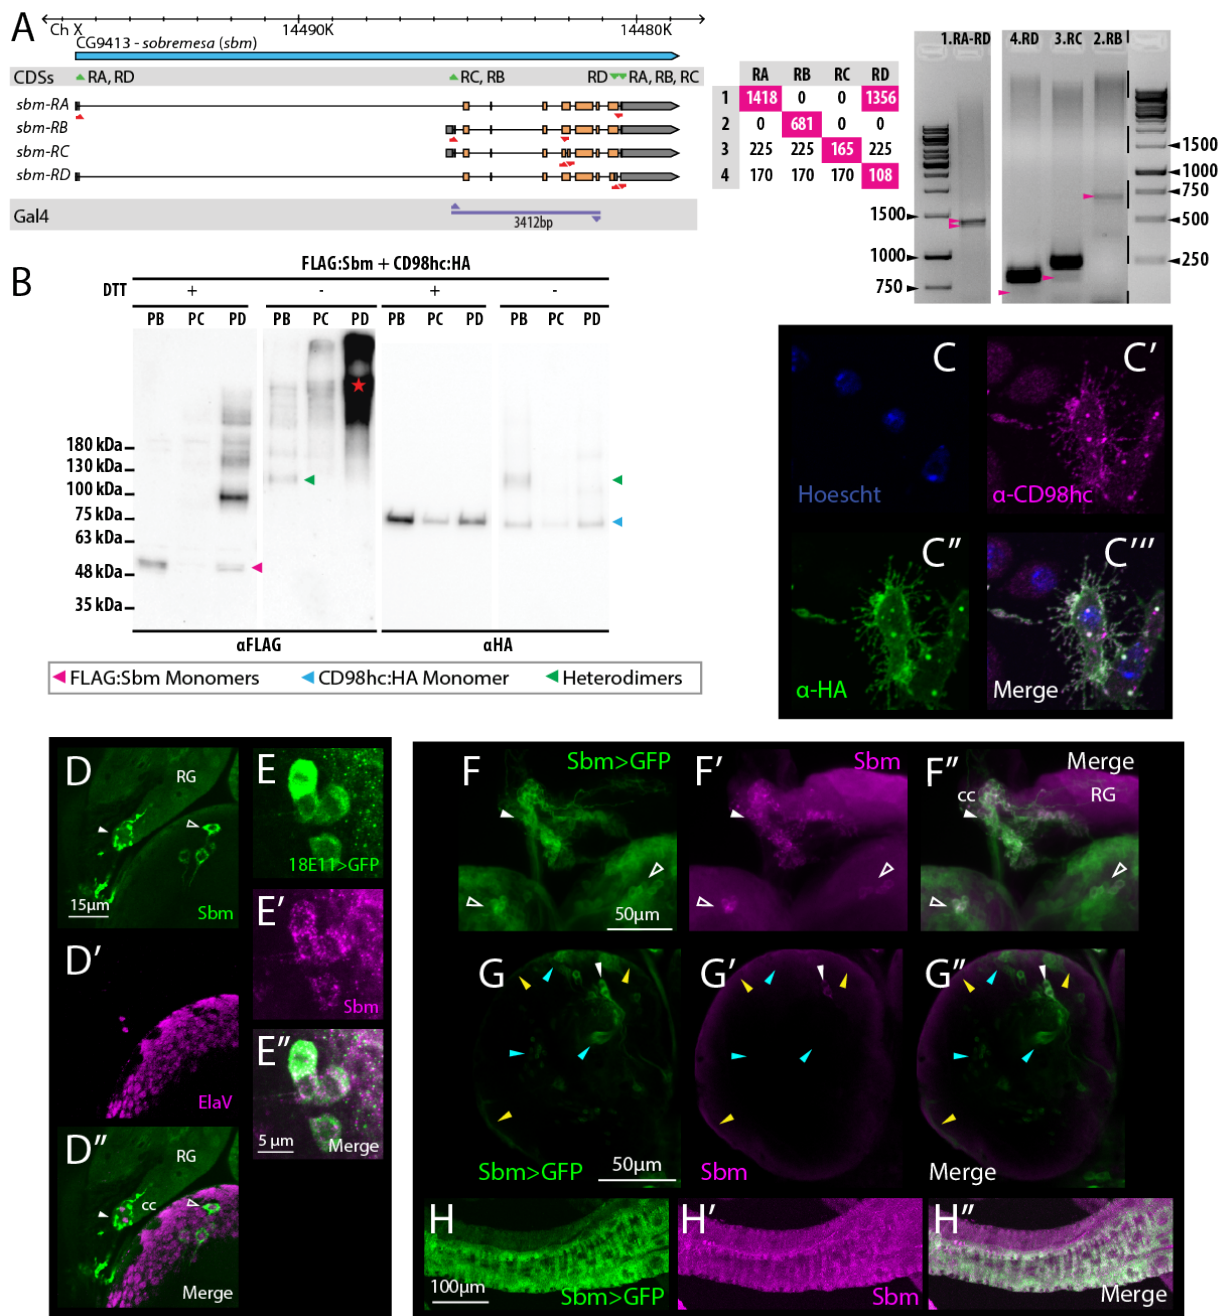 A
Ch X
14490K
14480K
CG9413 - sobremesa (sbm)
CDSs
RA, RD
RC, RB
RD
RA, RB, RC
sbm-RA
sbm-RB
sbm-RC
sbm-RD
Gal4
3412bp
RA RB RC RD
1 1418 0 0 1356
2 0 681 0 0
3 225 225 165 225
4 170 170 170 108
1.RA-RD
4.RD
3.RC
2.RB
1500
1000
750
1500
1000
750
500
250
B
FLAG:Sbm + CD98hc:HA
DTT + - + -
PB PC PD PB PC PD PB PC PD PB PC PD
180 kDa
130 kDa
100 kDa
75 kDa
63 kDa
48 kDa
35 kDa
αFLAG
αHA
FLAG:Sbm Monomers
CD98hc:HA Monomer
Heterodimers
C
Hoescht
C′
α-CD98hc
C″
α-HA
C‴
Merge
D
RG
15μm
Sbm
D′
ElaV
D″
RG
cc
Merge
E
18E11>GFP
E′
Sbm
E″
5 μm
Merge
F
Sbm>GFP
50μm
F′
Sbm
F″
Merge
cc
RG
G
Sbm>GFP
50μm
G′
Sbm
G″
Merge
H
100μm
Sbm>GFP
H′
Sbm
H″
Merge